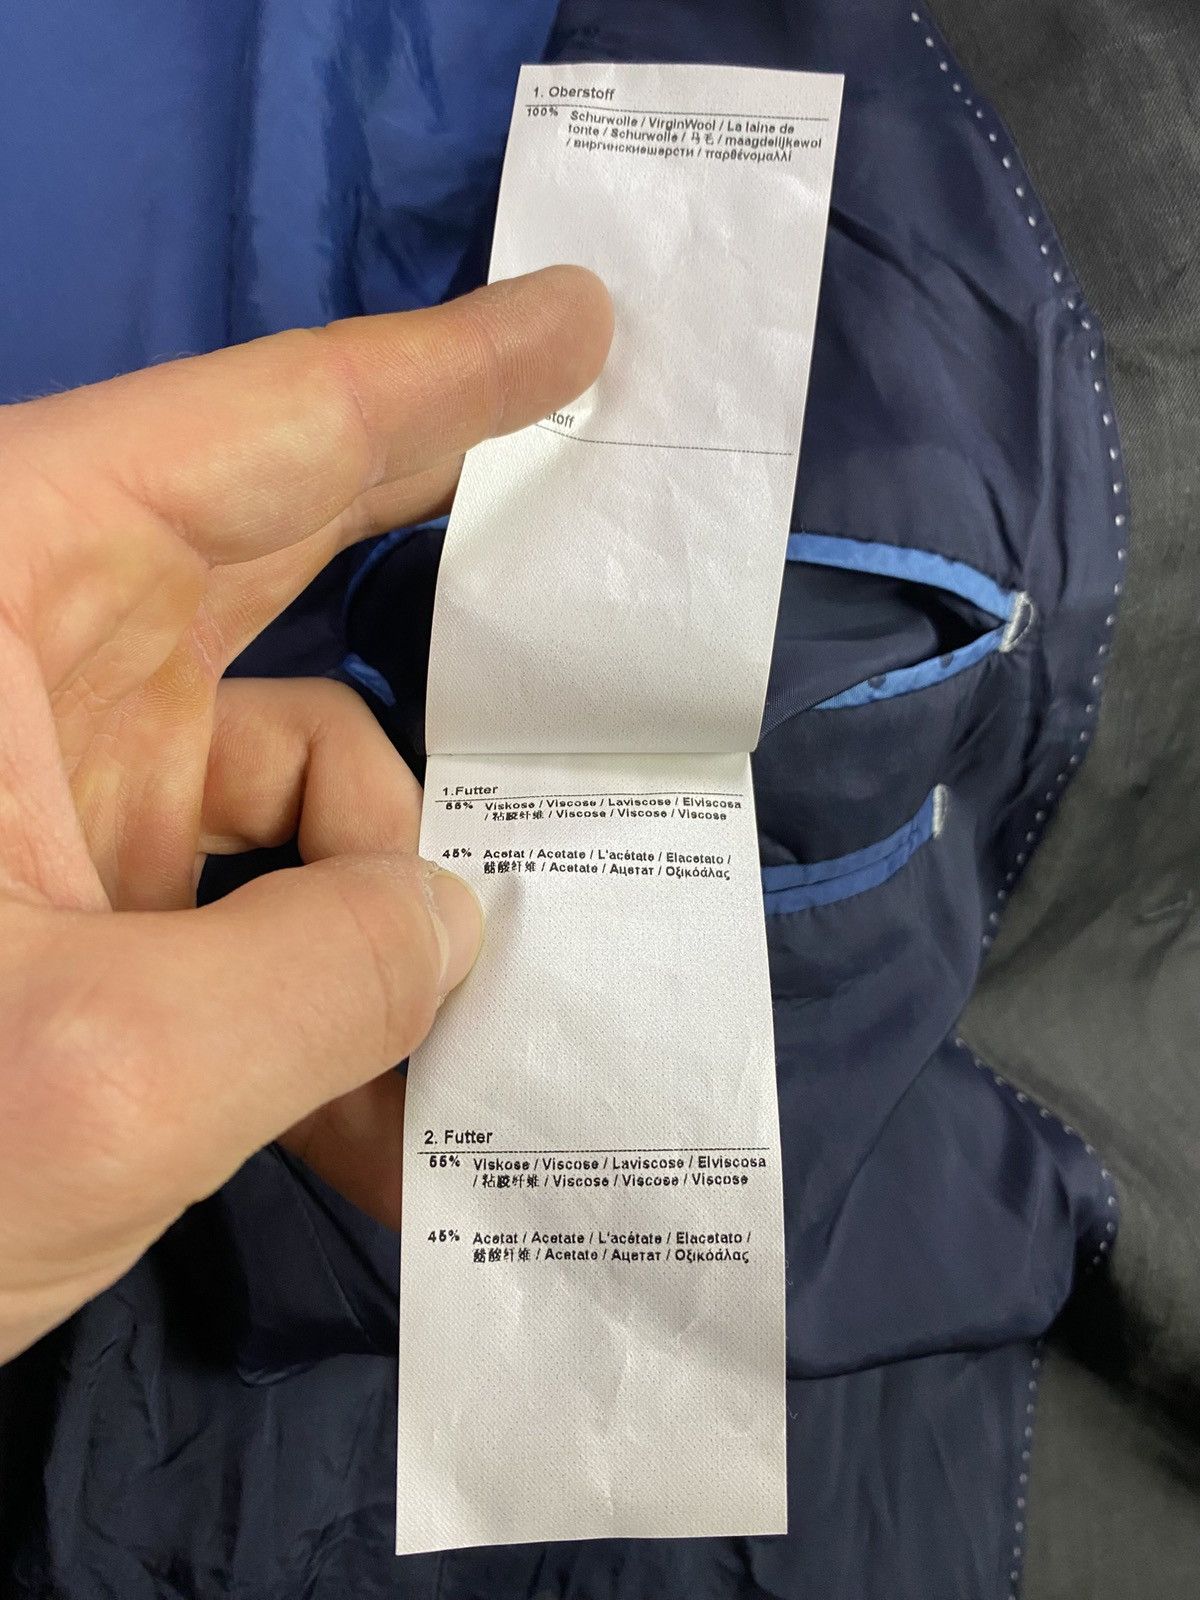 1. Oberstoff
100% Schurwolle / VirginWool / La laine de
tonte / Schurwolle / 马毛 / maagdelijkewol
/ виргинскиешерсти / παρθένομαλλί
stoff
1.Futter
55% Viskose / Viscose / Laviscose / Elviscosa
/ 粘胶纤维 / Viscose / Viscose / Viscose
45% Acetat / Acetate / L'acétate / Elacetato /
醋酸纤维 / Acetate / Ацетат / Οξικόάλας
2. Futter
55% Viskose / Viscose / Laviscose / Elviscosa
/ 粘胶纤维 / Viscose / Viscose / Viscose
45% Acetat / Acetate / L'acétate / Elacetato /
醋酸纤维 / Acetate / Ацетат / Οξικόάλας